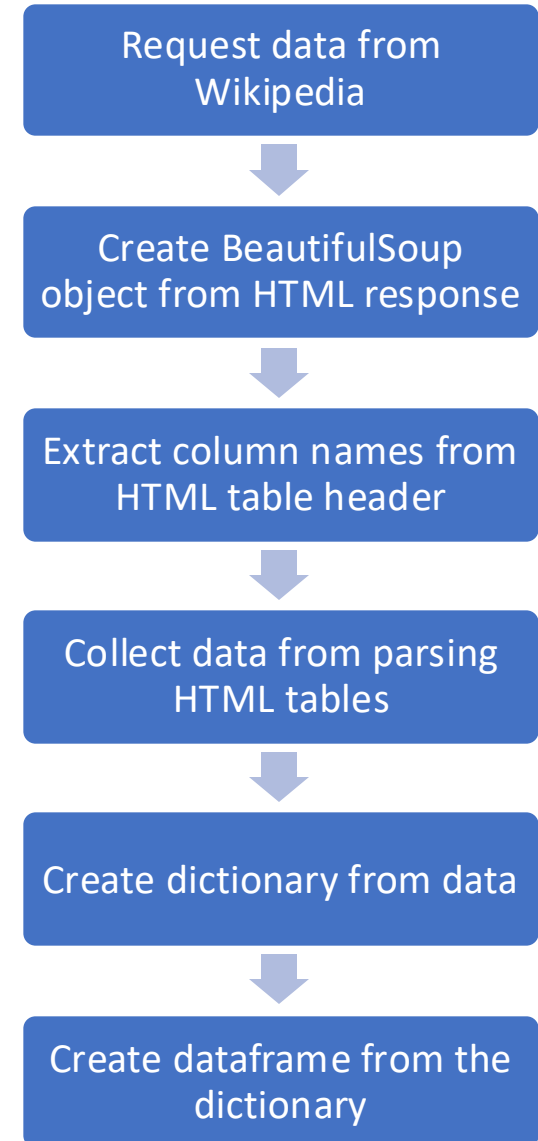 Request data from
Wikipedia
Create BeautifulSoup
object from HTML response
Extract column names from
HTML table header
Collect data from parsing
HTML tables
Create dictionary from data
Create dataframe from the
dictionary